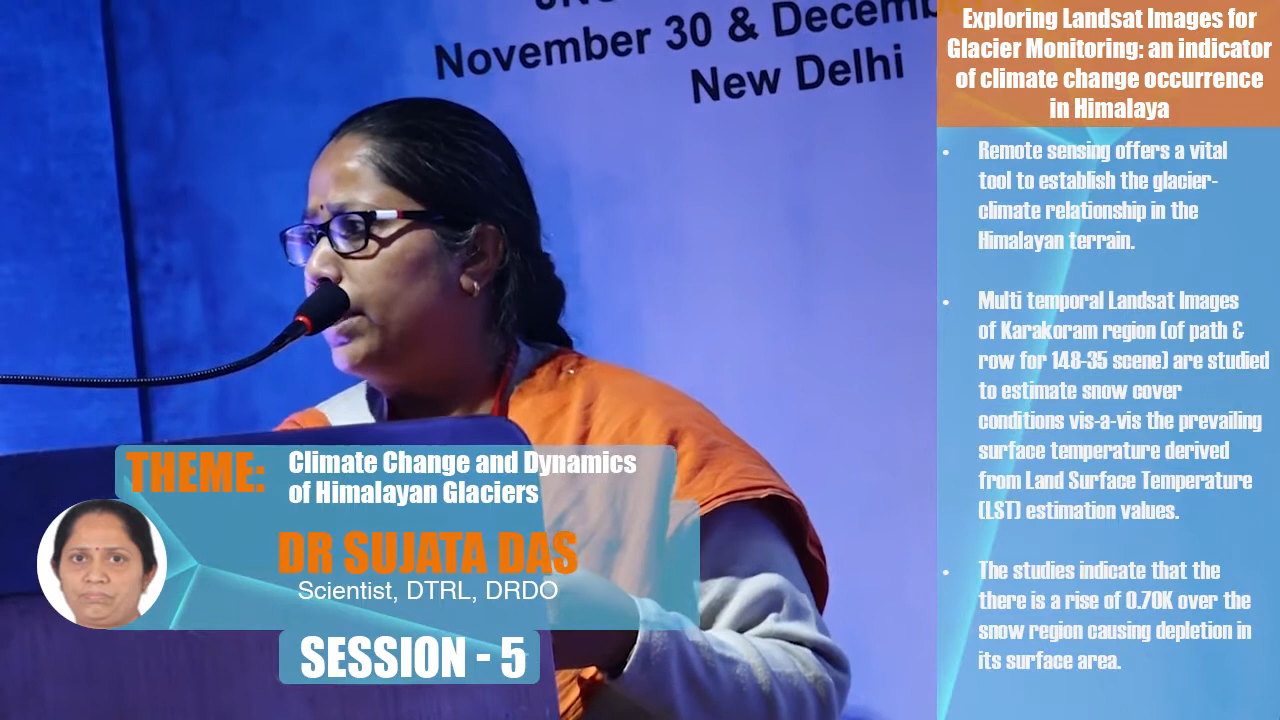 November 30 &
New Delhi
Exploring Landsat Images for
Glacier Monitoring: an indicator
of climate change occurrence
in Himalaya
• Remote sensing offers a vital
tool to establish the glacier-
climate relationship in the
Himalayan terrain.
• Multi temporal Landsat Images
of Karakoram region (of path &
row for 148-35 scene) are studied
to estimate snow cover
conditions vis-a-vis the prevailing
surface temperature derived
from Land Surface Temperature
(LST) estimation values.
• The studies indicate that the
there is a rise of 0.70K over the
snow region causing depletion in
its surface area.
THEME: Climate Change and Dynamics
of Himalayan Glaciers
DR SUJATA DAS
Scientist, DTRL, DRDO
SESSION - 5